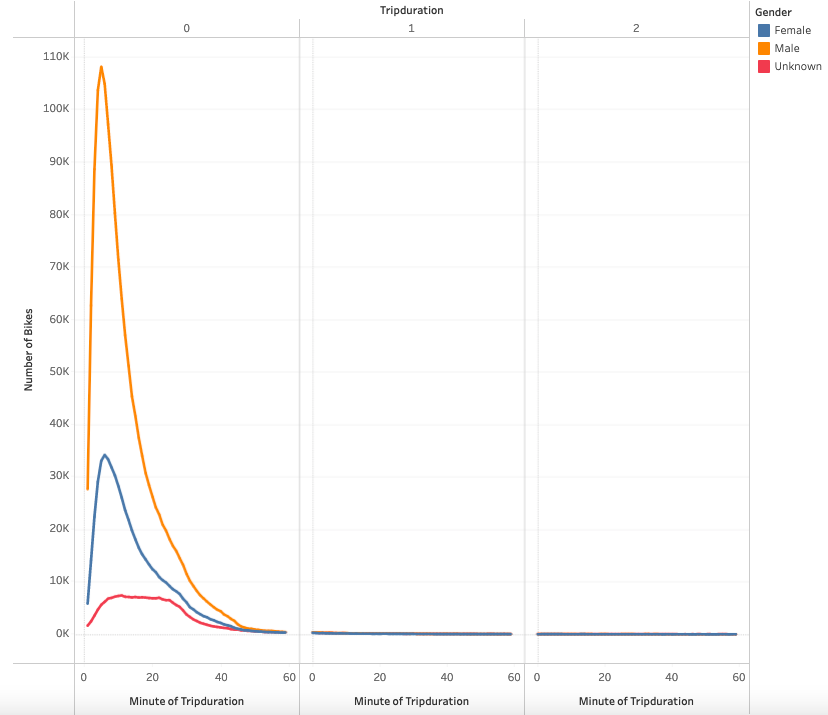 Tripduration
0 1 2
Gender
Female
Male
Unknown
Number of Bikes
110K
100K
90K
80K
70K
60K
50K
40K
30K
20K
10K
0K
0 20 40 60 0 20 40 60 0 20 40 60
Minute of Tripduration Minute of Tripduration Minute of Tripduration